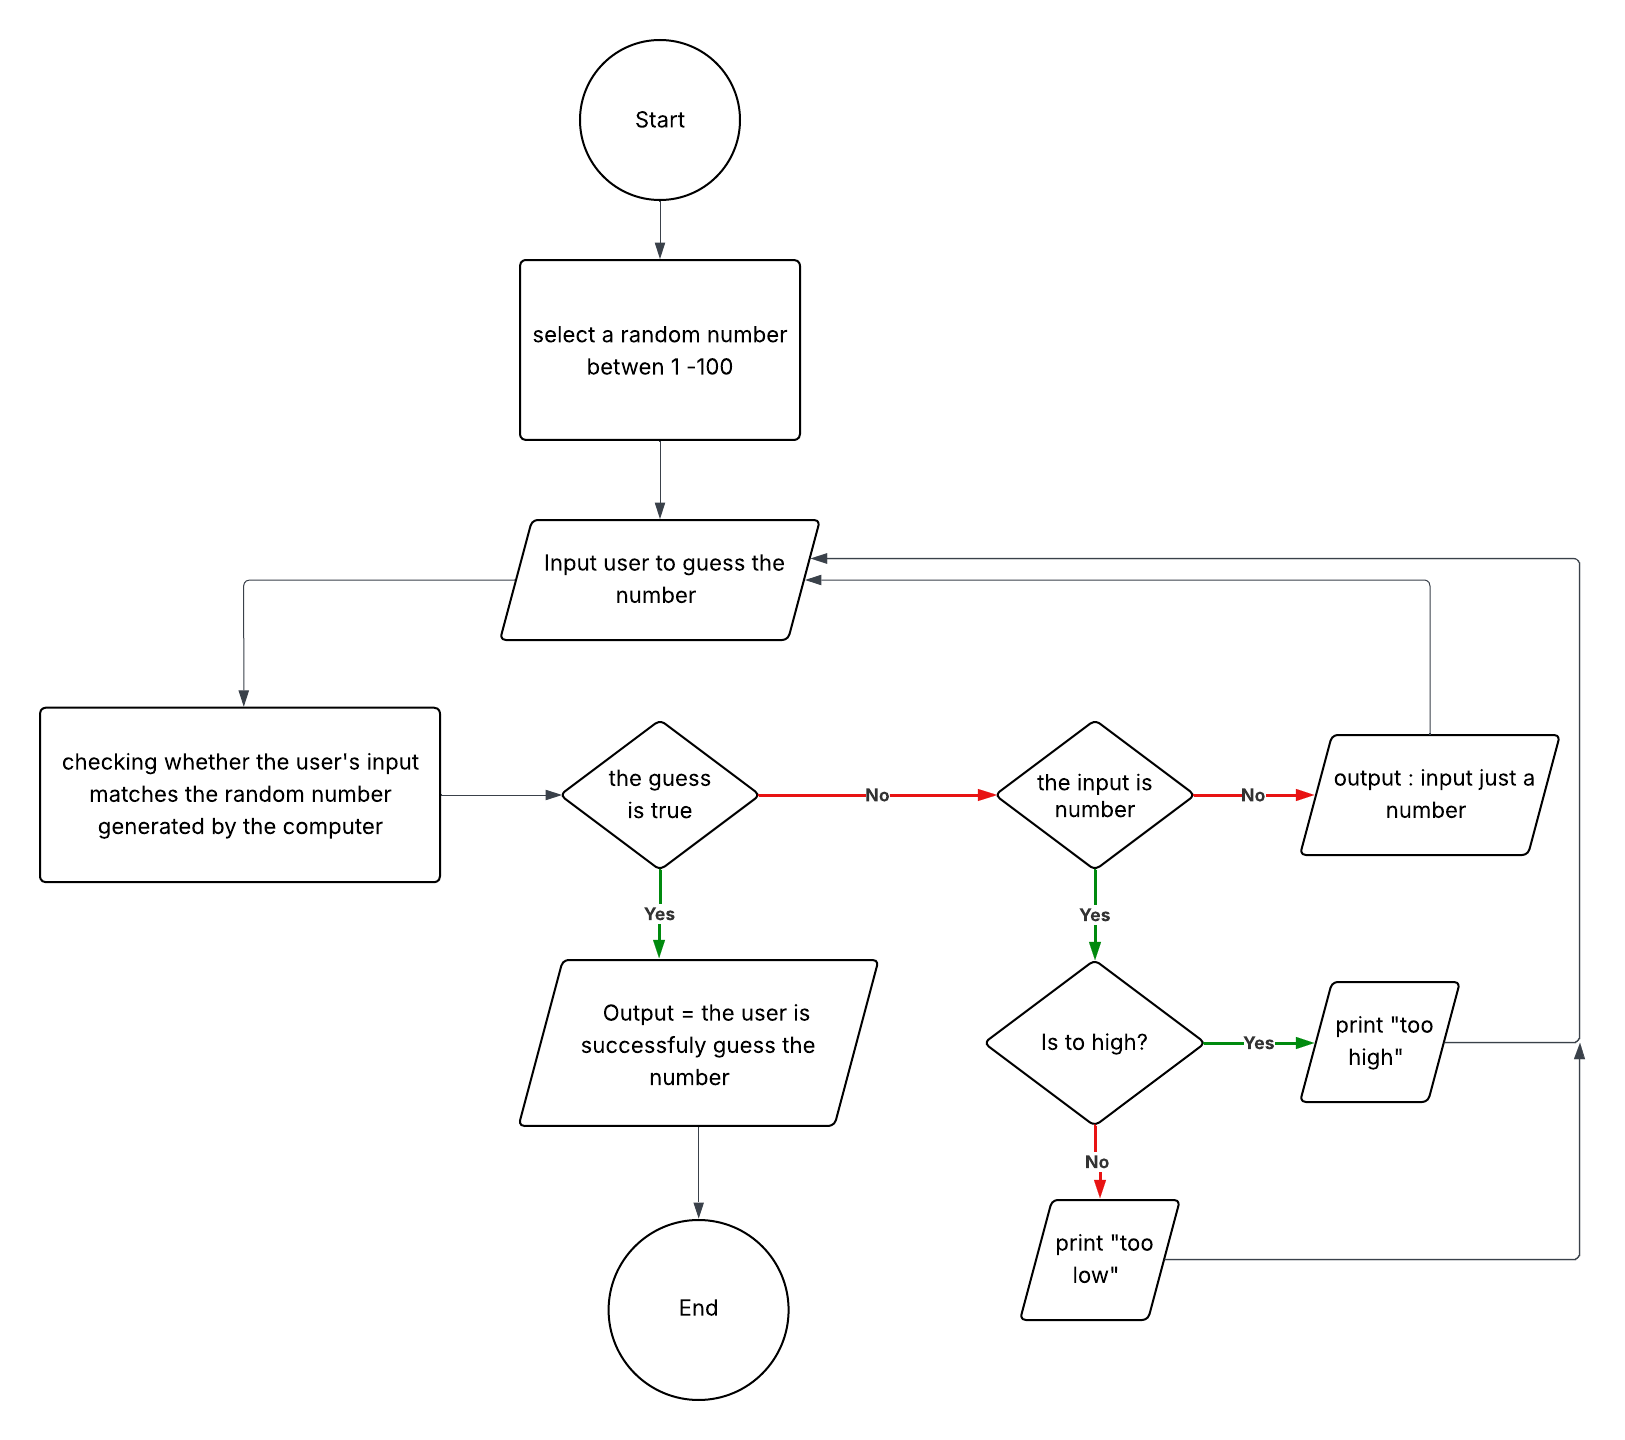 Start
select a random number
betwen 1 -100
Input user to guess the
number
checking whether the user's input
matches the random number
generated by the computer
the guess
is true
No
the input is
number
No
output : input just a
number
Yes
Yes
Output = the user is
successfuly guess the
number
Is to high?
Yes
print "too
high"
No
print "too
low"
End